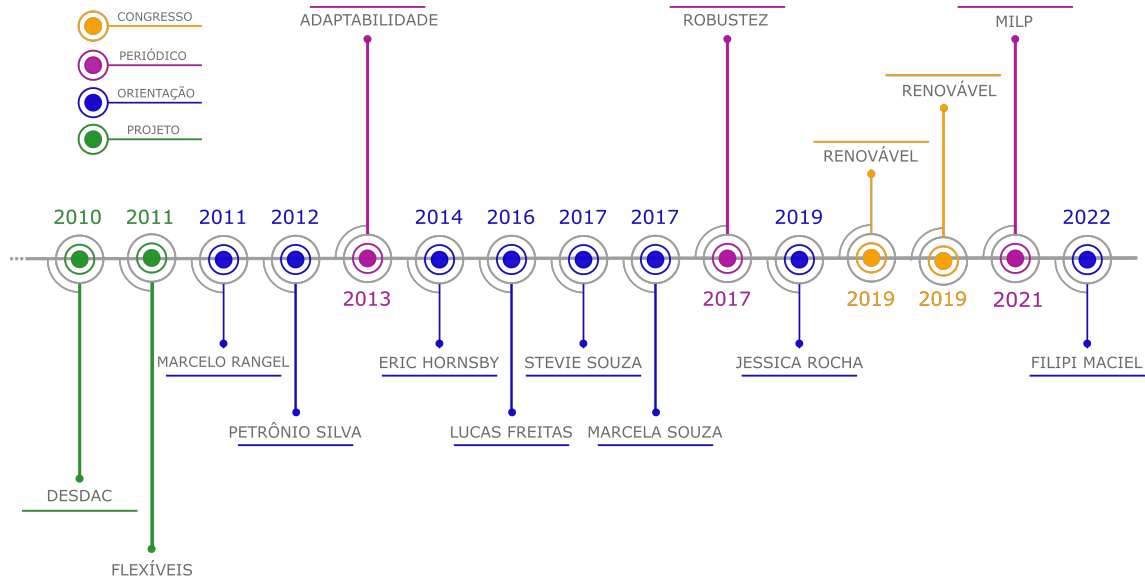 CONGRESSO
PERIÓDICO
ORIENTAÇÃO
PROJETO
ADAPTABILIDADE
ROBUSTEZ
MILP
RENOVÁVEL
RENOVÁVEL
2010
2011
2011
2012
2014
2016
2017
2017
2019
2022
2013
2017
2019
2019
2021
MARCELO RANGEL
ERIC HORNSBY
STEVIE SOUZA
JESSICA ROCHA
FILIPI MACIEL
PETRÔNIO SILVA
LUCAS FREITAS
MARCELA SOUZA
DESDAC
FLEXÍVEIS